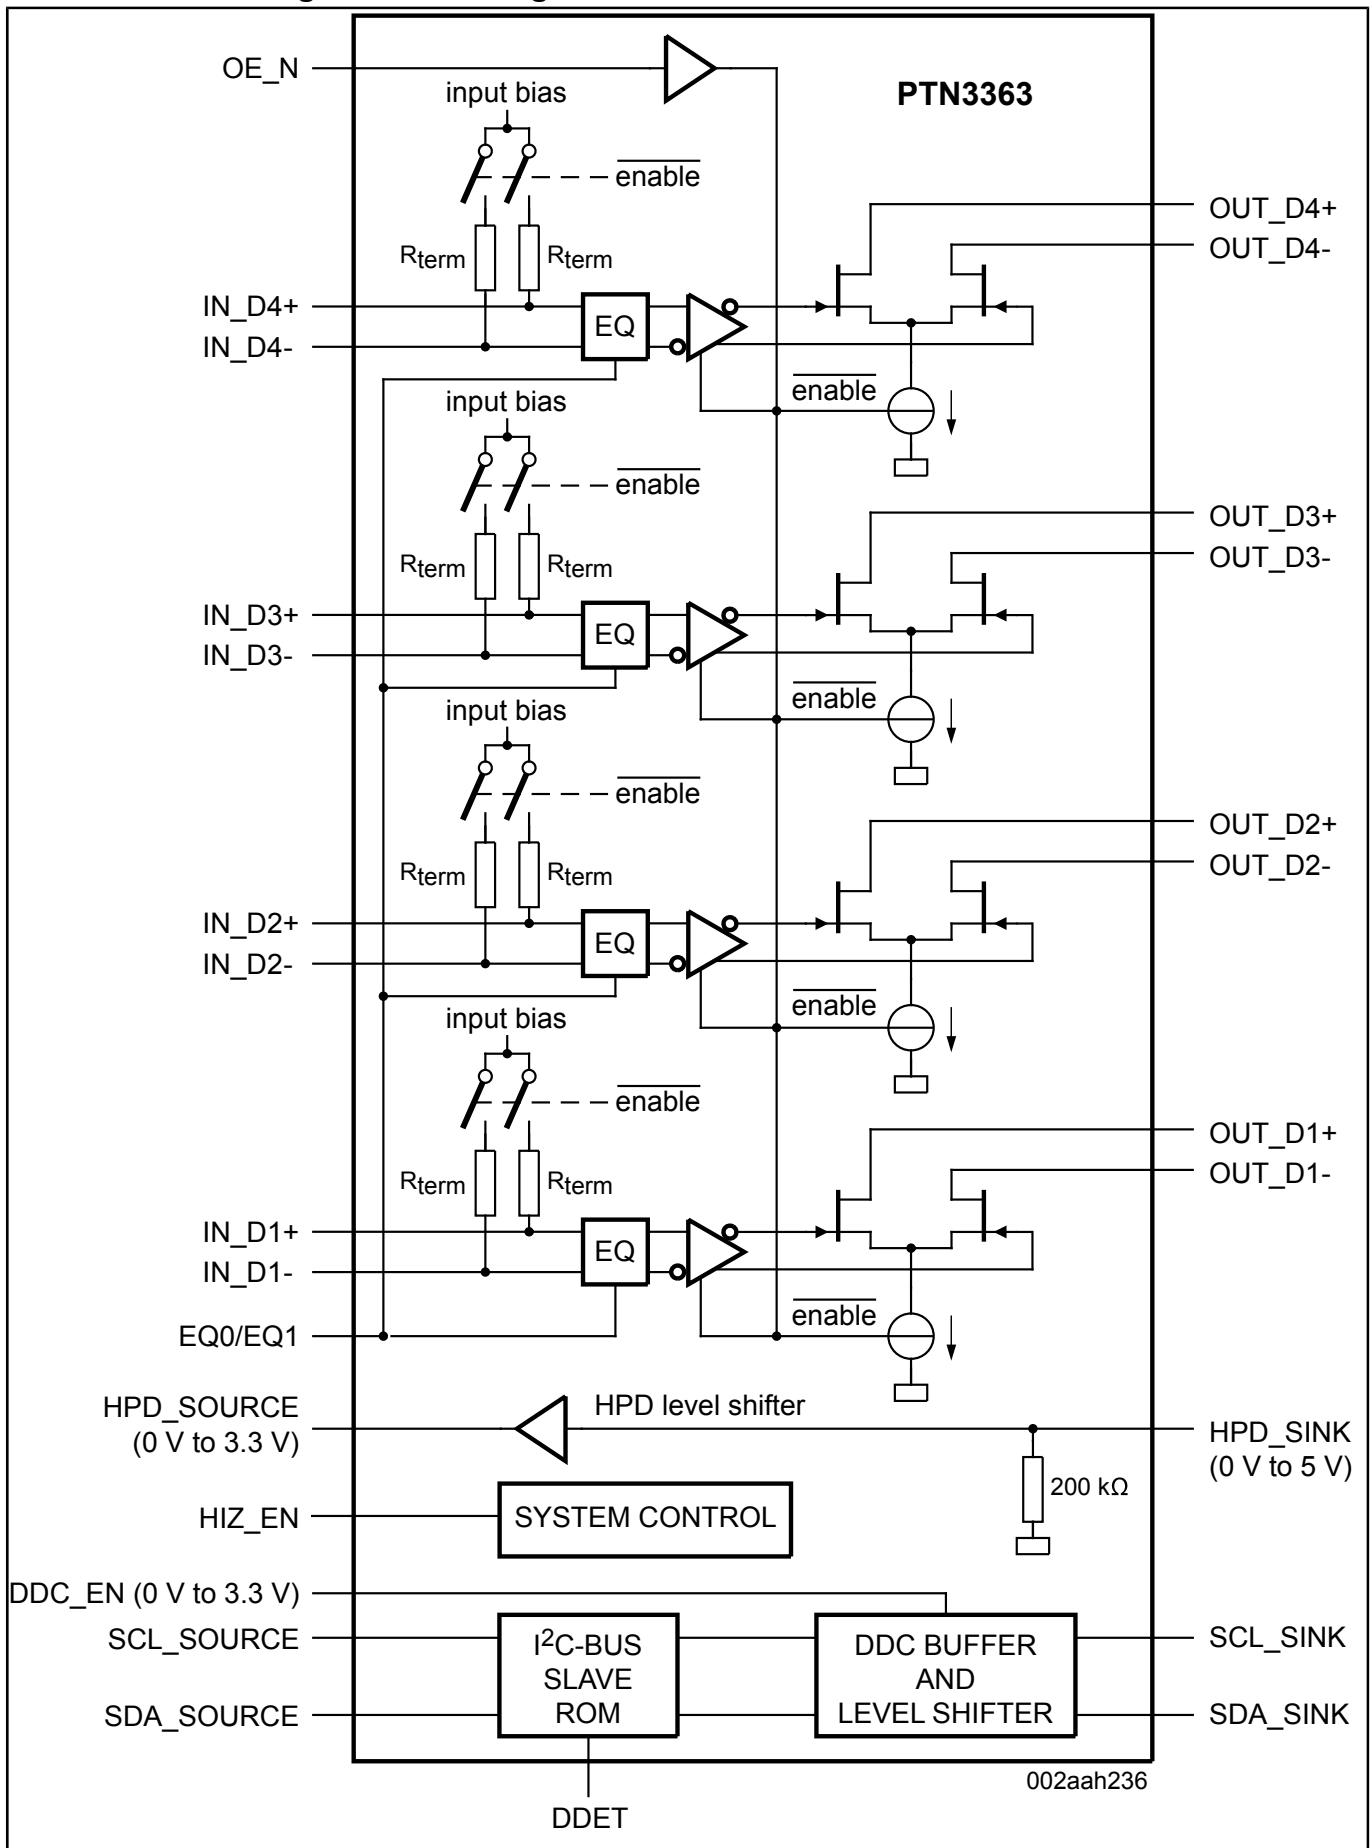 OE_N
input bias
PTN3363
enable
OUT_D4+
OUT_D4-
Rterm
Rterm
IN_D4+
IN_D4-
EQ
enable
input bias
enable
OUT_D3+
OUT_D3-
Rterm
Rterm
IN_D3+
IN_D3-
EQ
enable
input bias
enable
OUT_D2+
OUT_D2-
Rterm
Rterm
IN_D2+
IN_D2-
EQ
enable
input bias
enable
OUT_D1+
OUT_D1-
Rterm
Rterm
IN_D1+
IN_D1-
EQ
enable
EQ0/EQ1
HPD_SOURCE
(0 V to 3.3 V)
HPD level shifter
HPD_SINK
(0 V to 5 V)
200 kΩ
HIZ_EN
SYSTEM CONTROL
DDC_EN (0 V to 3.3 V)
SCL_SOURCE
SDA_SOURCE
I2C-BUS
SLAVE
ROM
DDC BUFFER
AND
LEVEL SHIFTER
SCL_SINK
SDA_SINK
002aah236
DDET